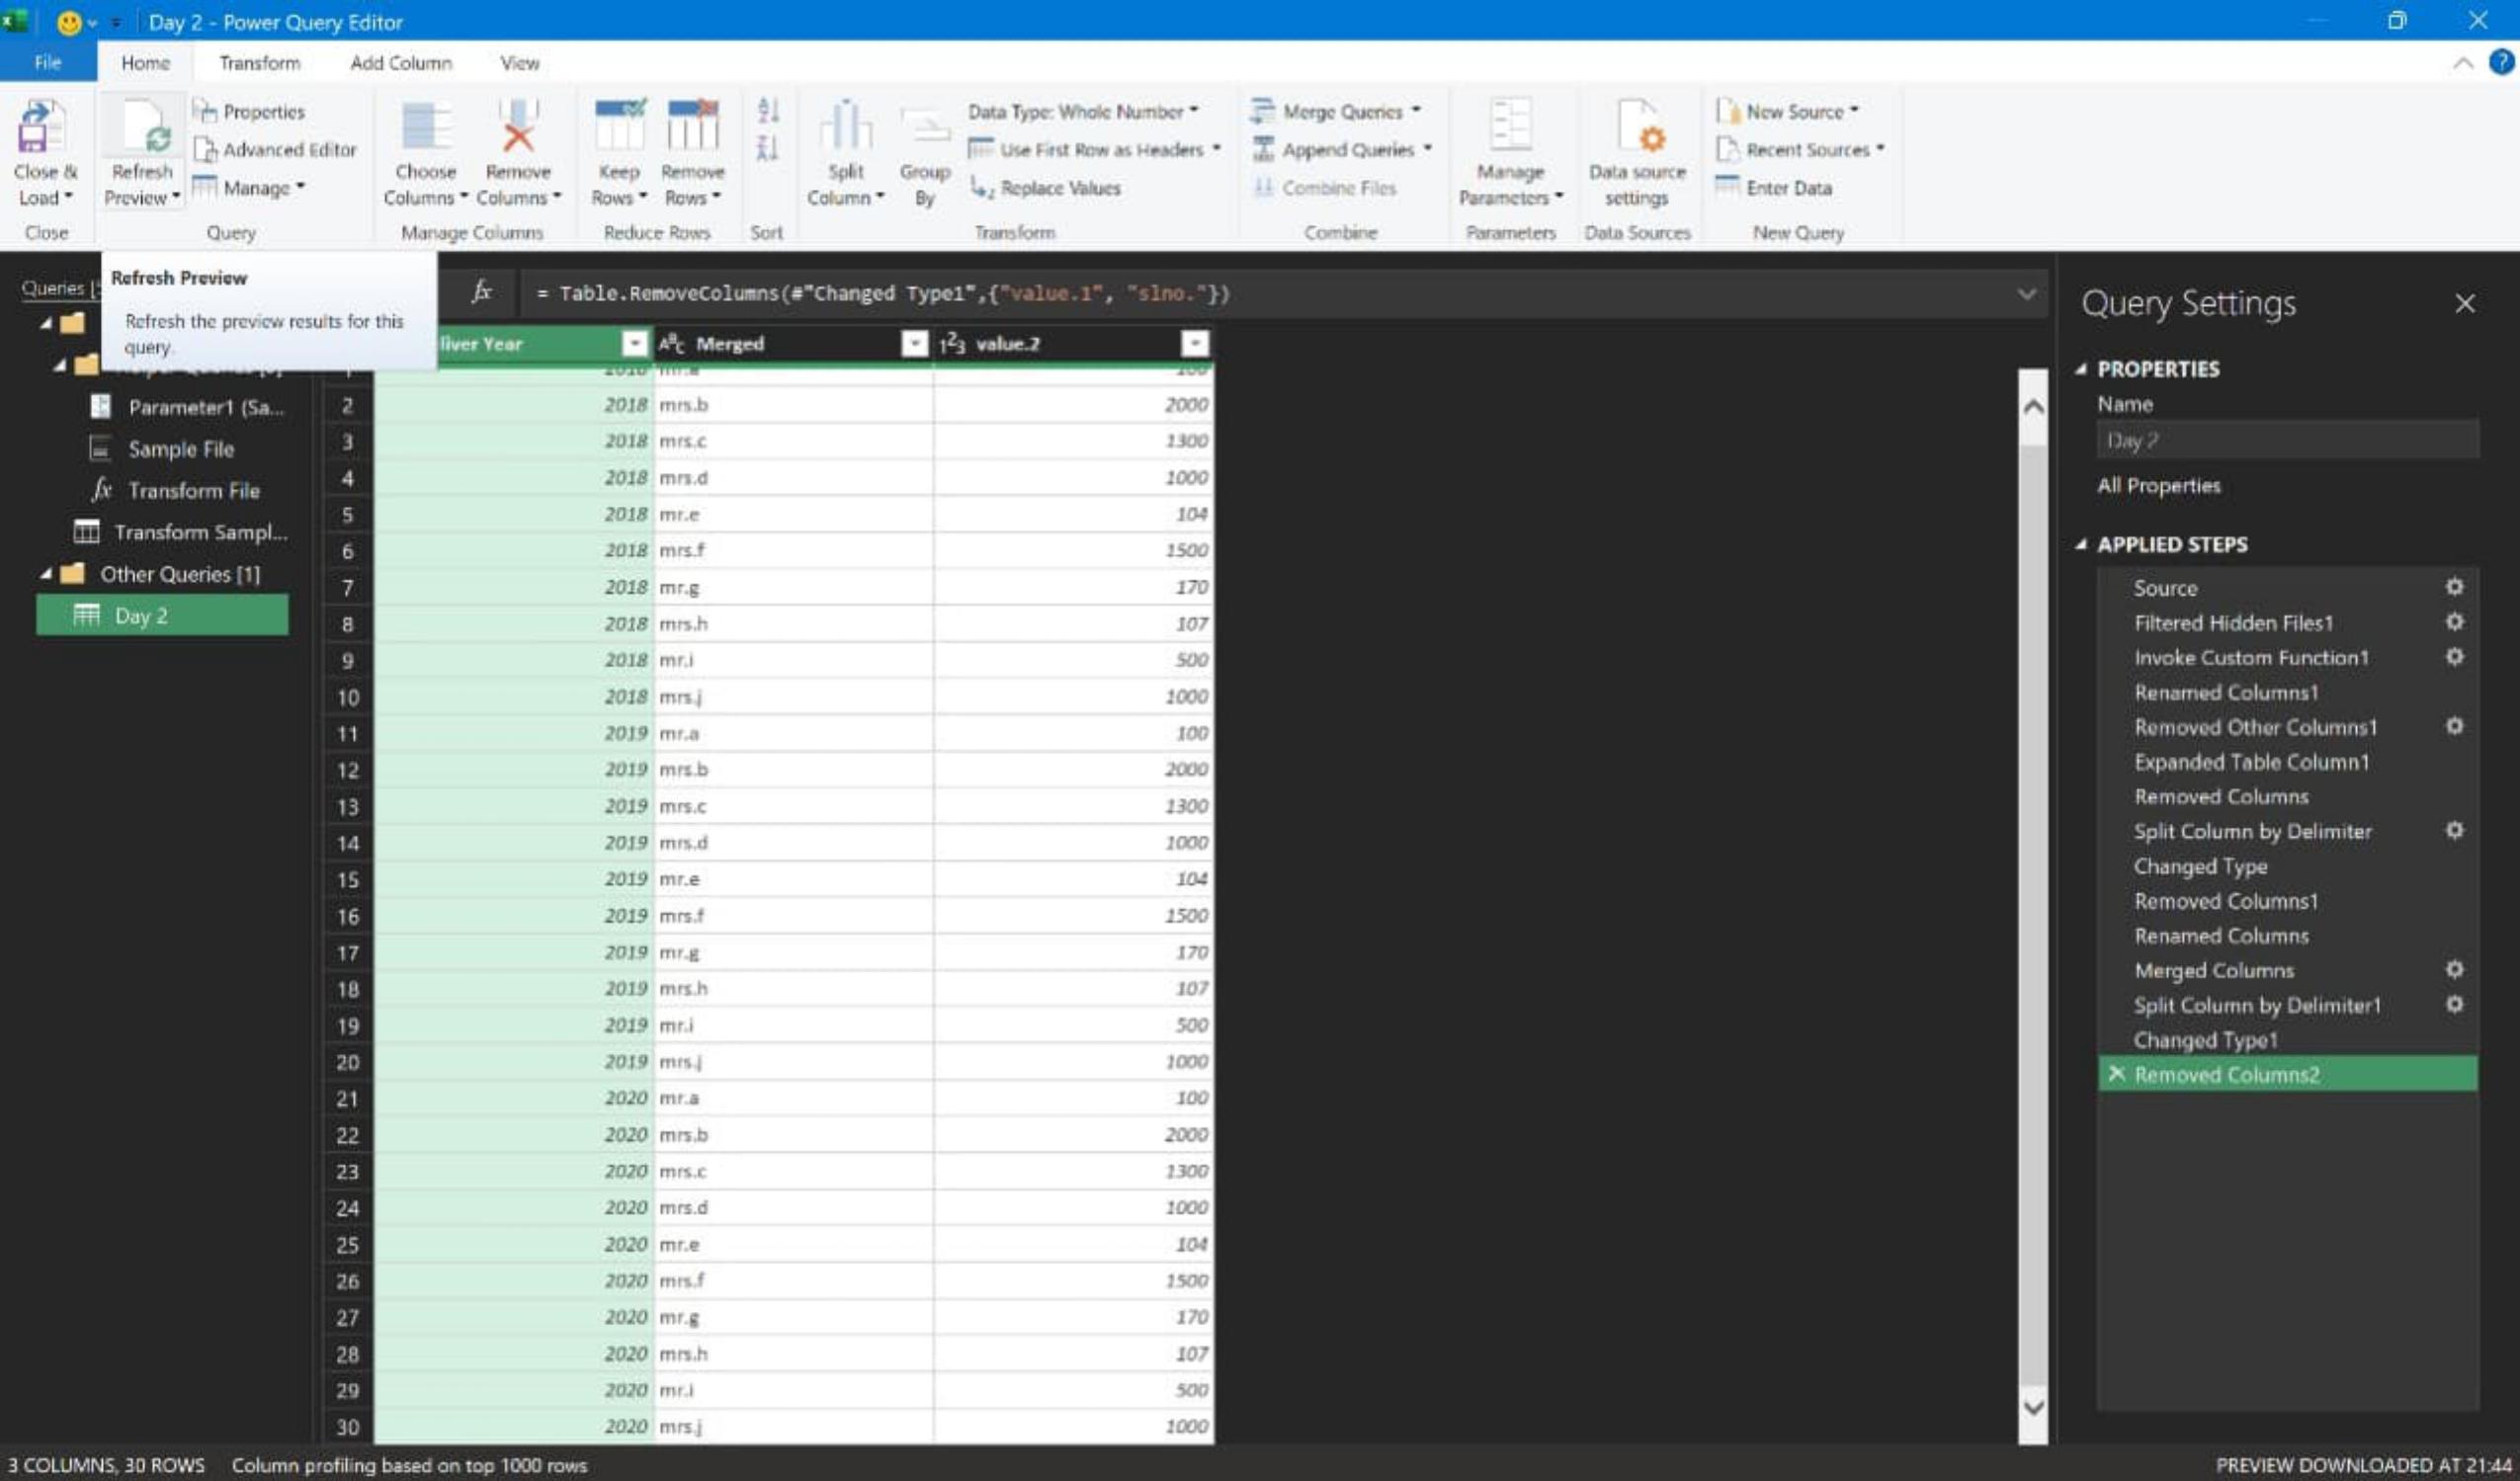 Day 2 - Power Query Editor
File Home Transform Add Column View
Close & Load
Close
Refresh Preview
Properties
Advanced Editor
Manage
Query
Choose Columns
Remove Columns
Manage Columns
Keep Rows
Remove Rows
Reduce Rows
Sort
Split Column
Group By
Data Type: Whole Number
Use First Row as Headers
Replace Values
Transform
Merge Queries
Append Queries
Combine Files
Combine
Manage Parameters
Parameters
Data source settings
Data Sources
New Source
Recent Sources
Enter Data
New Query
Refresh Preview
Refresh the preview results for this
query.
Queries
Parameter1 (Sa...
Sample File
fx Transform File
Transform Sampl...
Other Queries [1]
Day 2
fx = Table.RemoveColumns(#"Changed Type1",{"value.1", "slno."})
liver Year ABC Merged 123 value.2
2 2018 mrs.b 2000
3 2018 mrs.c 1300
4 2018 mrs.d 1000
5 2018 mr.e 104
6 2018 mrs.f 1500
7 2018 mr.g 170
8 2018 mrs.h 107
9 2018 mr.i 500
10 2018 mrs.j 1000
11 2019 mr.a 100
12 2019 mrs.b 2000
13 2019 mrs.c 1300
14 2019 mrs.d 1000
15 2019 mr.e 104
16 2019 mrs.f 1500
17 2019 mr.g 170
18 2019 mrs.h 107
19 2019 mr.i 500
20 2019 mrs.j 1000
21 2020 mr.a 100
22 2020 mrs.b 2000
23 2020 mrs.c 1300
24 2020 mrs.d 1000
25 2020 mr.e 104
26 2020 mrs.f 1500
27 2020 mr.g 170
28 2020 mrs.h 107
29 2020 mr.i 500
30 2020 mrs.j 1000
Query Settings
PROPERTIES
Name
Day 2
All Properties
APPLIED STEPS
Source
Filtered Hidden Files1
Invoke Custom Function1
Renamed Columns1
Removed Other Columns1
Expanded Table Column1
Removed Columns
Split Column by Delimiter
Changed Type
Removed Columns1
Renamed Columns
Merged Columns
Split Column by Delimiter1
Changed Type1
Removed Columns2
3 COLUMNS, 30 ROWS Column profiling based on top 1000 rows
PREVIEW DOWNLOADED AT 21:44